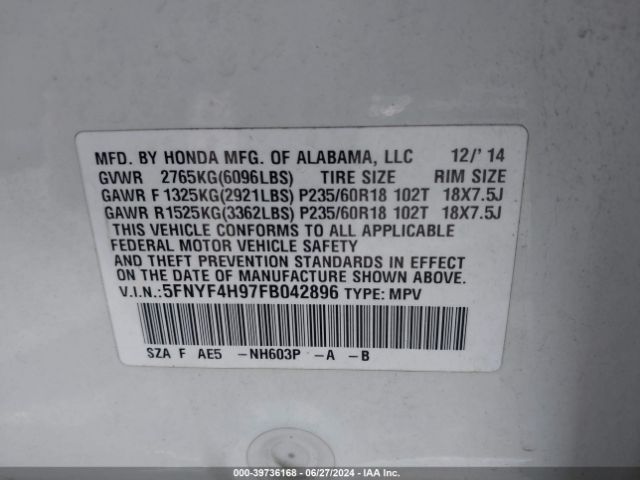 MFD. BY HONDA MFG. OF ALABAMA, LLC 12/' 14
GVWR 2765KG(6096LBS) TIRE SIZE RIM SIZE
GAWR F 1325KG(2921LBS) P235/60R18 102T 18X7.5J
GAWR R1525KG(3362LBS) P235/60R18 102T 18X7.5J
THIS VEHICLE CONFORMS TO ALL APPLICABLE
FEDERAL MOTOR VEHICLE SAFETY
AND THEFT PREVENTION STANDARDS IN EFFECT
ON THE DATE OF MANUFACTURE SHOWN ABOVE.
V.I.N.:5FNYF4H97FB042896 TYPE: MPV
SZA F AE5 -NH603P -A -B
000-39736168 - 06/27/2024 - IAAI.COM